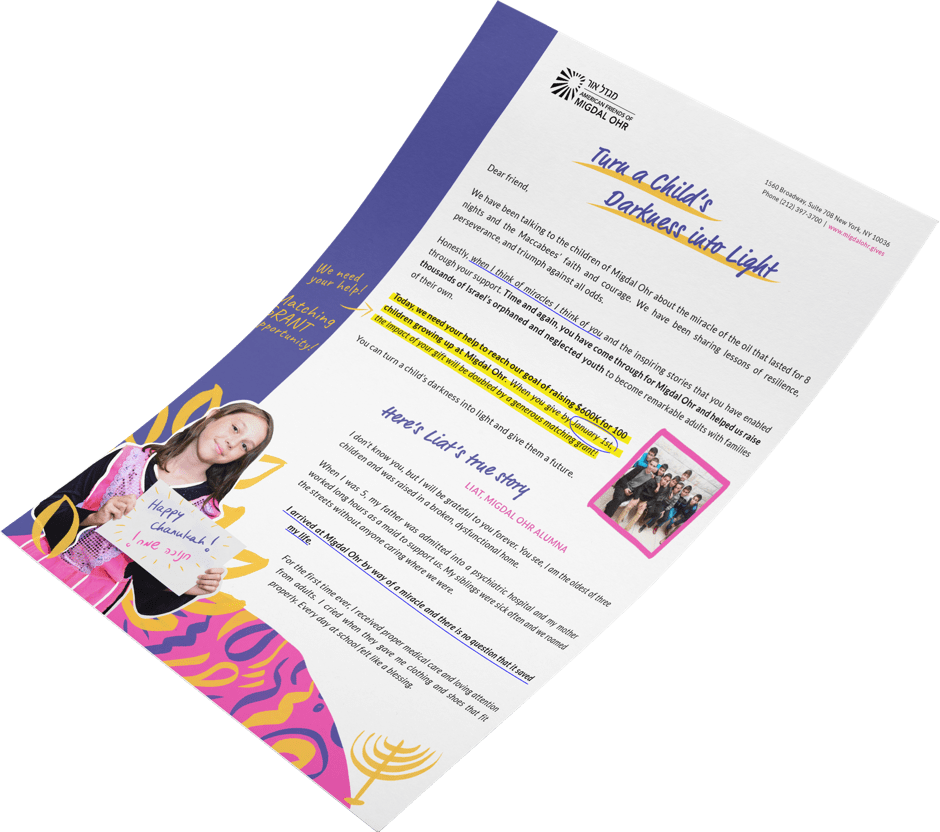 מגדל אור
AMERICAN FRIENDS OF
MIGDAL OHR
1560 Broadway, Suite 708 New York, NY 10036
Phone (212) 397-3700 | www.migdalohr.gives
Turn a Child's
Darkness into Light
Dear friend,
We have been talking to the children of Migdal Ohr about the miracle of the oil that lasted for 8
nights and the Maccabees' faith and courage. We have been sharing lessons of resilience,
perseverance, and triumph against all odds.
Honestly, when I think of miracles I think of you and the inspiring stories that you have enabled
through your support. Time and again, you have come through for Migdal Ohr and helped us raise
thousands of Israel's orphaned and neglected youth to become remarkable adults with families
of their own.
We need
your help!
Matching
GRANT
opportunity!
Today, we need your help to reach our goal of raising $600K for 100
children growing up at Migdal Ohr. When you give by January 1st,
the impact of your gift will be doubled by a generous matching grant!
You can turn a child's darkness into light and give them a future.
Here's Liat's true story
LIAT, MIGDAL OHR ALUMNA
I don't know you, but I will be grateful to you forever. You see, I am the oldest of three
children and was raised in a broken, dysfunctional home.
When I was 5, my father was admitted into a psychiatric hospital and my mother
worked long hours as a maid to support us. My siblings were sick often and we roamed
the streets without anyone caring where we were.
I arrived at Migdal Ohr by way of a miracle and there is no question that it saved
my life.
For the first time ever, I received proper medical care and loving attention
from adults. I cried when they gave me clothing and shoes that fit
properly. Every day at school felt like a blessing.
Happy
Chanukah!
חנוכה שמח!